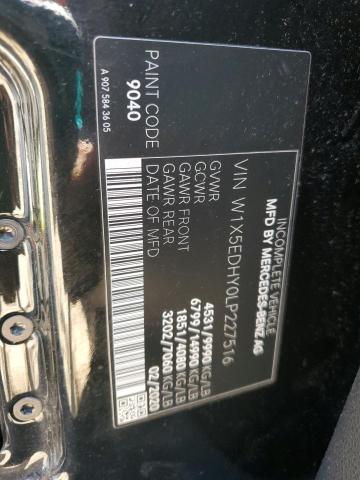 INCOMPLETE VEHICLE
MFD BY MERCEDES-BENZ AG
VIN W1X5EDHY0LP227516
GVWR 4531/9990 KG/LB
GCWR 6799/14990 KG/LB
GAWR FRONT 1851/4080 KG/LB
GAWR REAR 3202/7060 KG/LB
DATE OF MFD 02/2020
PAINT CODE
9040
A 907 584 36 05